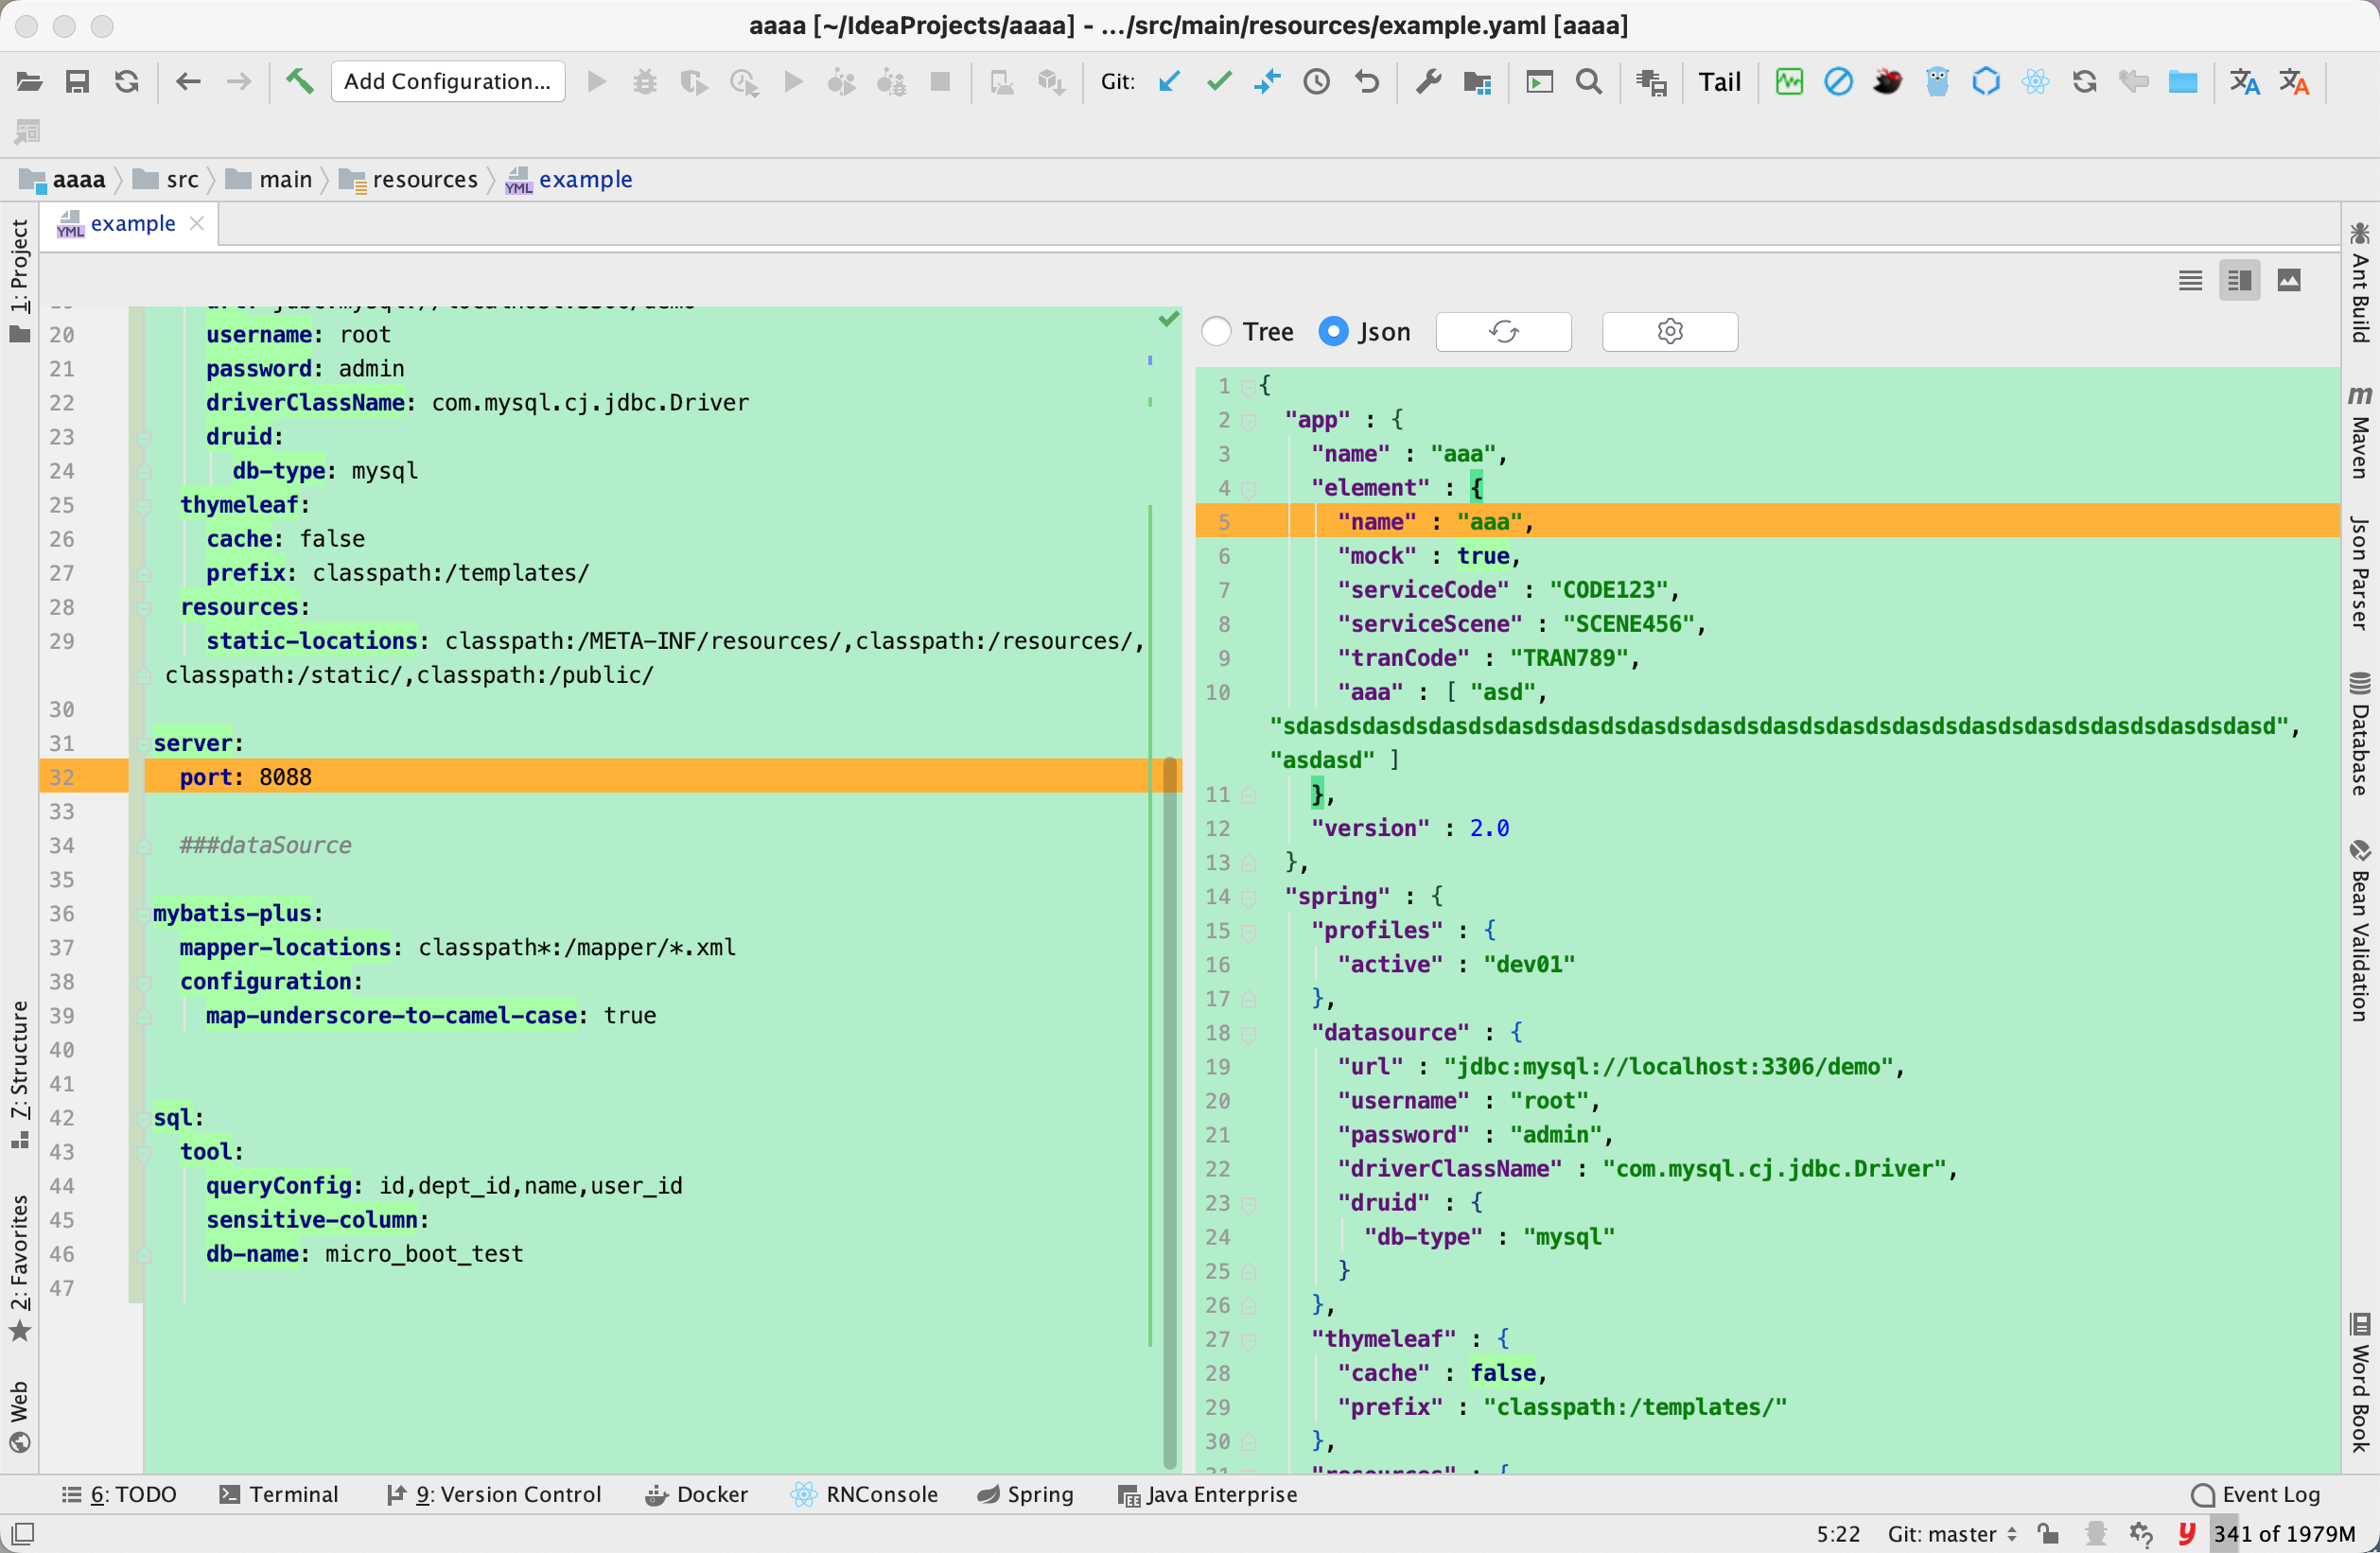 aaaa [~/IdeaProjects/aaaa] - .../src/main/resources/example.yaml [aaaa]
Add Configuration...
Git:
Tail
aaaa
src
main
resources
YML example
YML example
1: Project
7: Structure
2: Favorites
Web
20 username: root
21 password: admin
22 driverClassName: com.mysql.cj.jdbc.Driver
23 druid:
24 db-type: mysql
25 thymeleaf:
26 cache: false
27 prefix: classpath:/templates/
28 resources:
29 static-locations: classpath:/META-INF/resources/,classpath:/resources/,
classpath:/static/,classpath:/public/
30
31 server:
32 port: 8088
33
34 ###dataSource
35
36 mybatis-plus:
37 mapper-locations: classpath*:/mapper/*.xml
38 configuration:
39 map-underscore-to-camel-case: true
40
41
42 sql:
43 tool:
44 queryConfig: id,dept_id,name,user_id
45 sensitive-column:
46 db-name: micro_boot_test
47
Tree Json
1 {
2 "app" : {
3 "name" : "aaa",
4 "element" : {
5 "name" : "aaa",
6 "mock" : true,
7 "serviceCode" : "CODE123",
8 "serviceScene" : "SCENE456",
9 "tranCode" : "TRAN789",
10 "aaa" : [ "asd",
"sdasdsdasdsdasdsdasdsdasdsdasdsdasdsdasdsdasdsdasdsdasdsdasdsdasdsdasdsdasd",
"asdasd" ]
11 },
12 "version" : 2.0
13 },
14 "spring" : {
15 "profiles" : {
16 "active" : "dev01"
17 },
18 "datasource" : {
19 "url" : "jdbc:mysql://localhost:3306/demo",
20 "username" : "root",
21 "password" : "admin",
22 "driverClassName" : "com.mysql.cj.jdbc.Driver",
23 "druid" : {
24 "db-type" : "mysql"
25 }
26 },
27 "thymeleaf" : {
28 "cache" : false,
29 "prefix" : "classpath:/templates/"
30 },
Ant Build
m Maven
Json Parser
Database
Bean Validation
Word Book
6: TODO
Terminal
9: Version Control
Docker
RNConsole
Spring
Java Enterprise
Event Log
5:22
Git: master
341 of 1979M